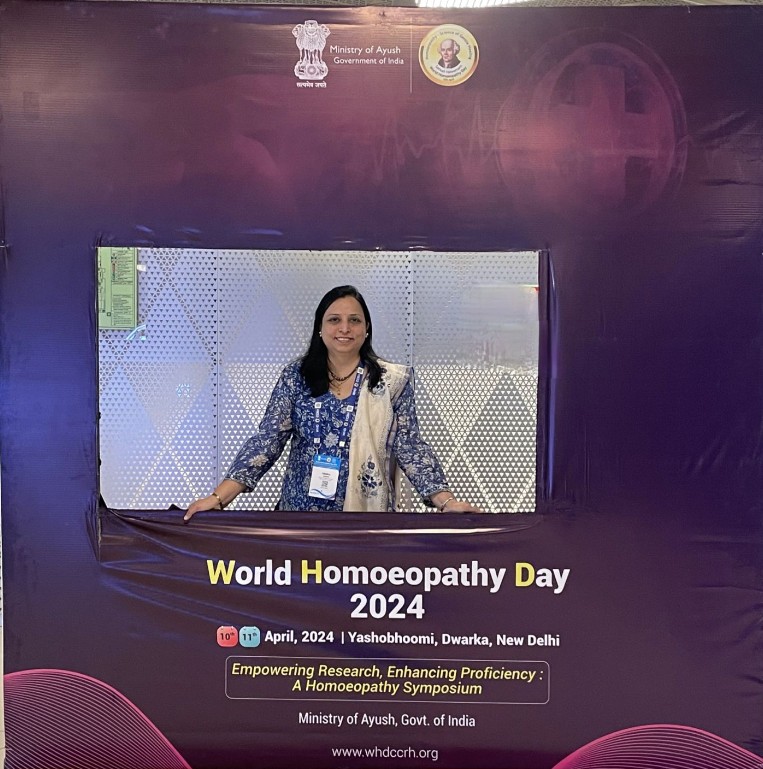 Ministry of Ayush
Government of India
सत्यमेव जयते
World Homoeopathy Day
2024
10th 11th April, 2024 | Yashobhoomi, Dwarka, New Delhi
Empowering Research, Enhancing Proficiency :
A Homoeopathy Symposium
Ministry of Ayush, Govt. of India
www.whdccrh.org